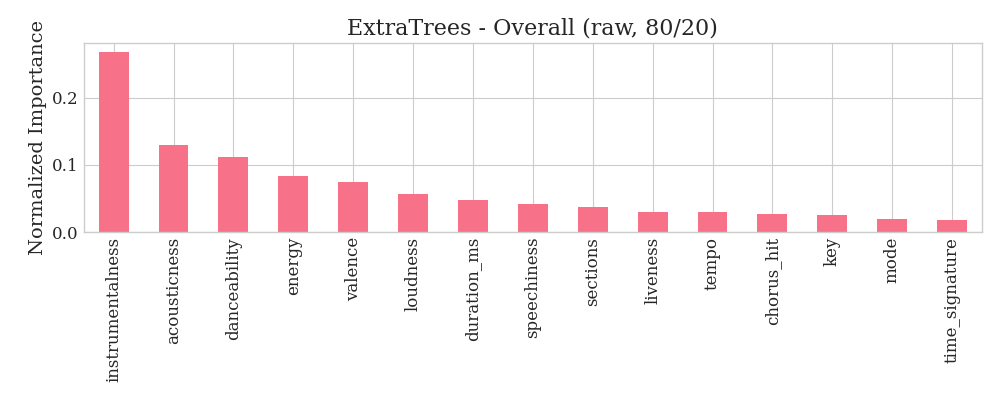 ExtraTrees - Overall (raw, 80/20)
Normalized Importance
0.2
0.1
0.0
instrumentalness
acousticness
danceability
energy
valence
loudness
duration_ms
speechiness
sections
liveness
tempo
chorus_hit
key
mode
time_signature